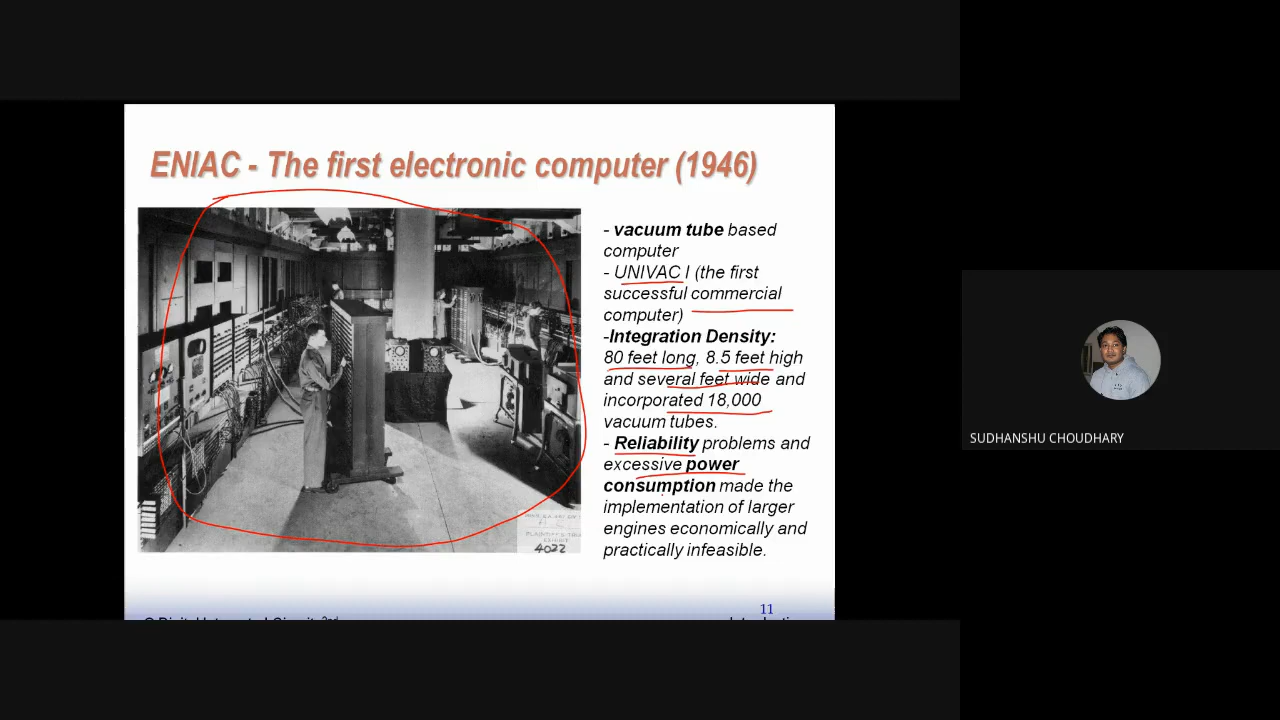 ENIAC - The first electronic computer (1946)
- vacuum tube based
computer
- UNIVAC I (the first
successful commercial
computer)
-Integration Density:
80 feet long, 8.5 feet high
and several feet wide and
incorporated 18,000
vacuum tubes.
- Reliability problems and
excessive power
consumption made the
implementation of larger
engines economically and
practically infeasible.
4022
11
SUDHANSHU CHOUDHARY